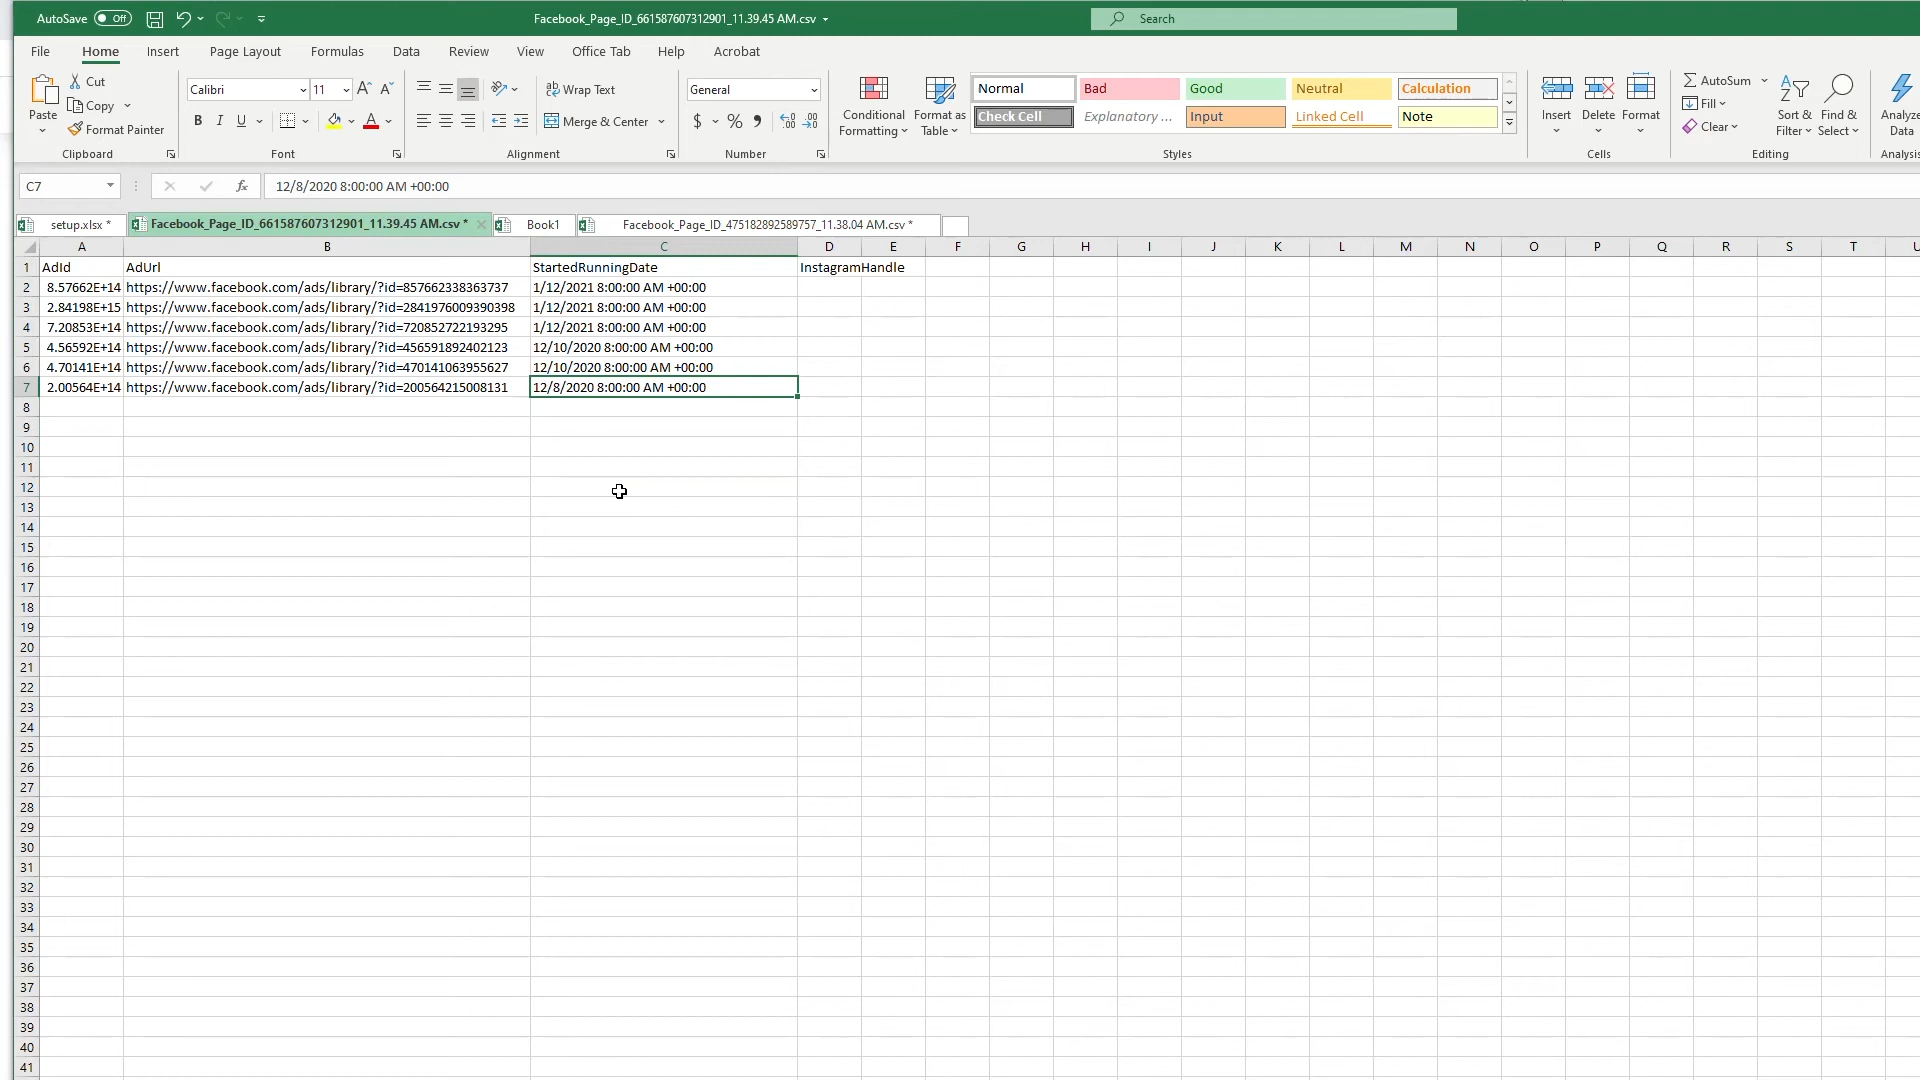 AutoSave Off Facebook_Page_ID_661587607312901_11.39.45 AM.csv Search
File Home Insert Page Layout Formulas Data Review View Office Tab Help Acrobat
Paste Cut Copy Format Painter Clipboard
Calibri 11 B I U Font
Wrap Text Merge & Center Alignment
General $ % Number
Conditional Formatting Format as Table
Normal Bad Good Neutral Calculation
Check Cell Explanatory ... Input Linked Cell Note
Styles
Insert Delete Format Cells
AutoSum Fill Clear Sort & Filter Find & Select Editing
Analyze Data Analysis
C7 fx 12/8/2020 8:00:00 AM +00:00
setup.xlsx * Facebook_Page_ID_661587607312901_11.39.45 AM.csv * Book1 Facebook_Page_ID_475182892589757_11.38.04 AM.csv *
A B C D E F G H I J K L M N O P Q R S T U
1 AdId AdUrl StartedRunningDate InstagramHandle
2 8.57662E+14 https://www.facebook.com/ads/library/?id=857662338363737 1/12/2021 8:00:00 AM +00:00
3 2.84198E+15 https://www.facebook.com/ads/library/?id=2841976009390398 1/12/2021 8:00:00 AM +00:00
4 7.20853E+14 https://www.facebook.com/ads/library/?id=720852722193295 1/12/2021 8:00:00 AM +00:00
5 4.56592E+14 https://www.facebook.com/ads/library/?id=456591892402123 12/10/2020 8:00:00 AM +00:00
6 4.70141E+14 https://www.facebook.com/ads/library/?id=470141063955627 12/10/2020 8:00:00 AM +00:00
7 2.00564E+14 https://www.facebook.com/ads/library/?id=200564215008131 12/8/2020 8:00:00 AM +00:00
8
9
10
11
12
13
14
15
16
17
18
19
20
21
22
23
24
25
26
27
28
29
30
31
32
33
34
35
36
37
38
39
40
41